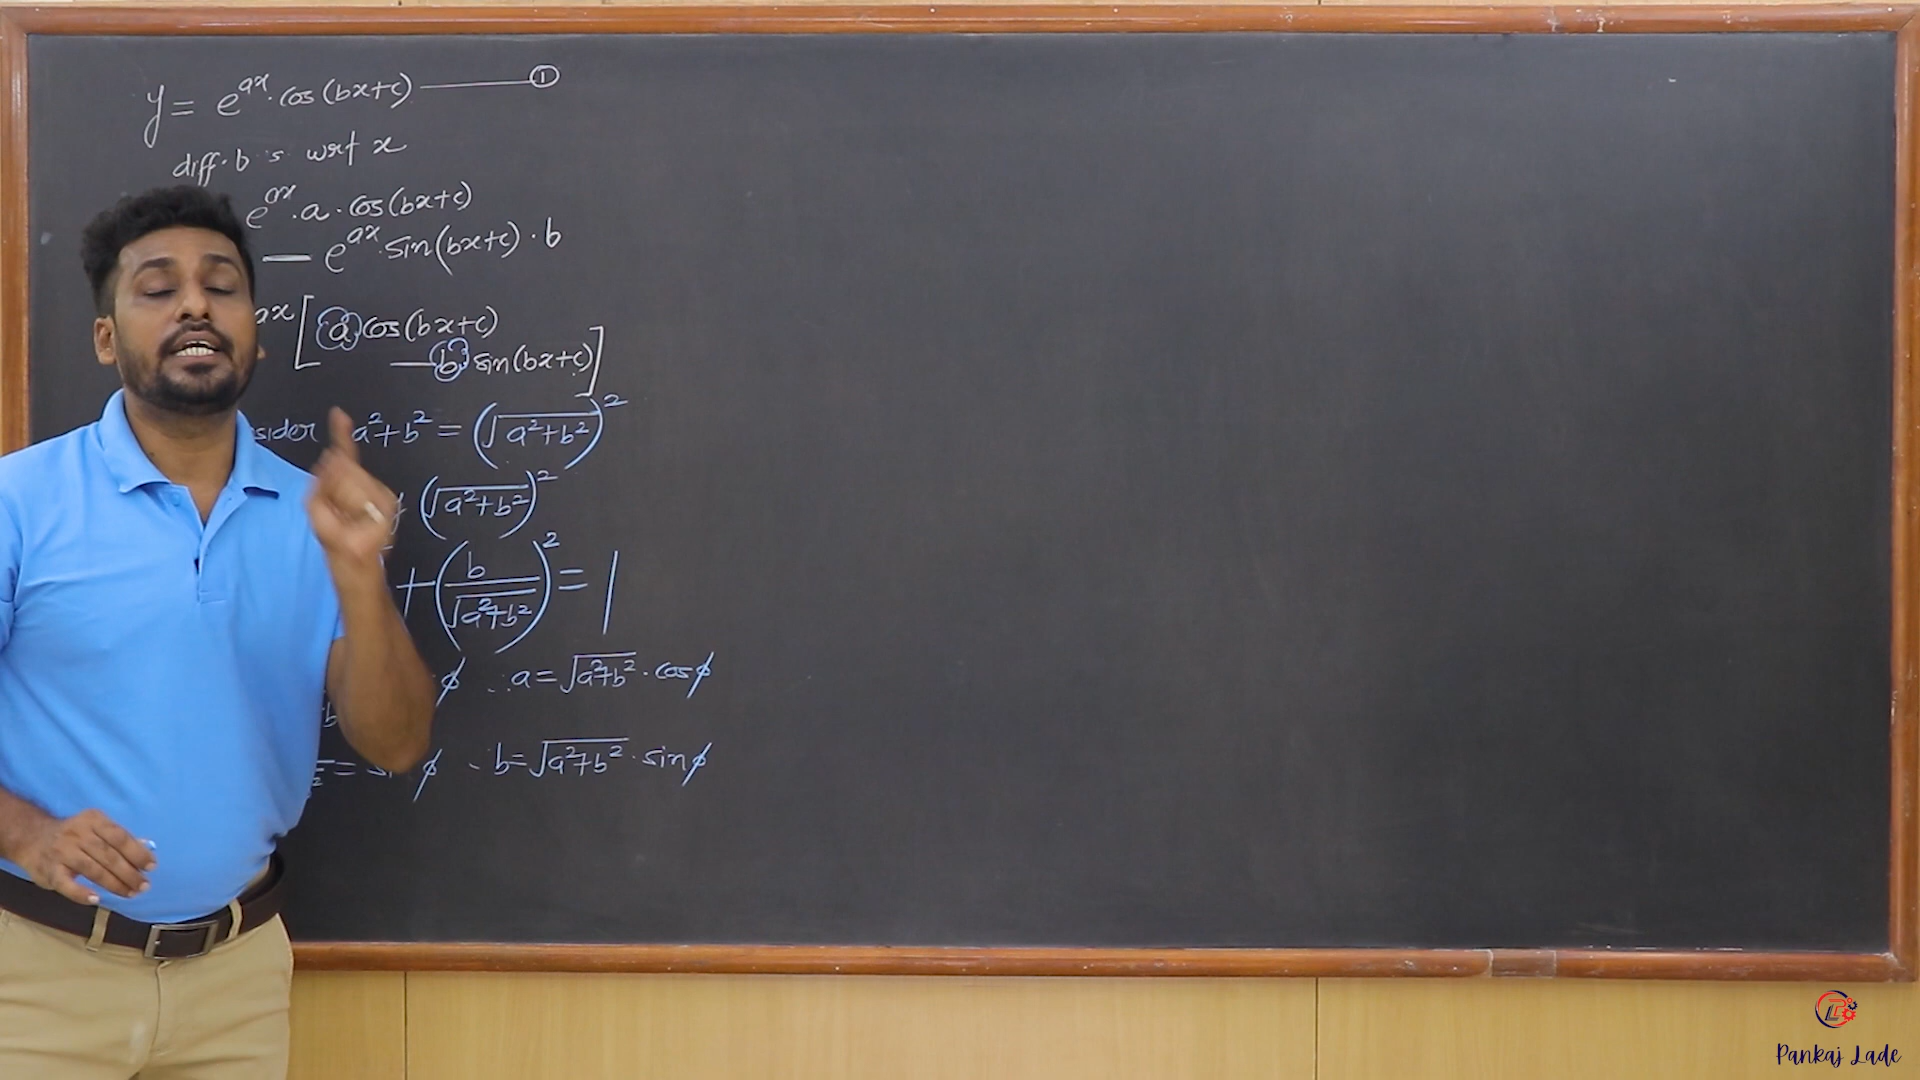 y = e^{ax} · cos(bx+c) —— ①
diff. b s wrt x
e^{ax} · a · cos(bx+c)
— e^{ax} · sin(bx+c) · b
ax [ a cos(bx+c)
— b sin(bx+c) ]
sider a²+b² = (√a²+b²)²
(√a²+b²)²
+ (b/√a²+b²)² = 1
ϕ ∴ a = √a²+b² · cosϕ
= sinϕ ∴ b = √a²+b² · sinϕ
Pankaj Lade